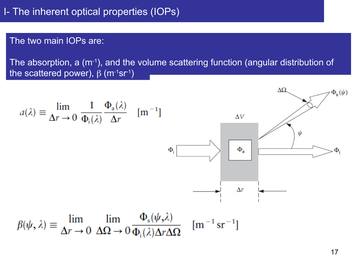 I- The inherent optical properties (IOPs)
The two main IOPs are:
The absorption, a (m⁻¹), and the volume scattering function (angular distribution of
the scattered power), β (m⁻¹sr⁻¹)
a(λ) ≡ lim Δr → 0 1/Φᵢ(λ) Φₐ(λ)/Δr [m⁻¹]
ΔΩ
Φₛ(ψ)
ΔV
ψ
Φᵢ
Φₐ
Φₜ
Δr
β(ψ, λ) ≡ lim Δr → 0 lim ΔΩ → 0 Φₛ(ψ,λ)/Φᵢ(λ)ΔrΔΩ [m⁻¹ sr⁻¹]
17